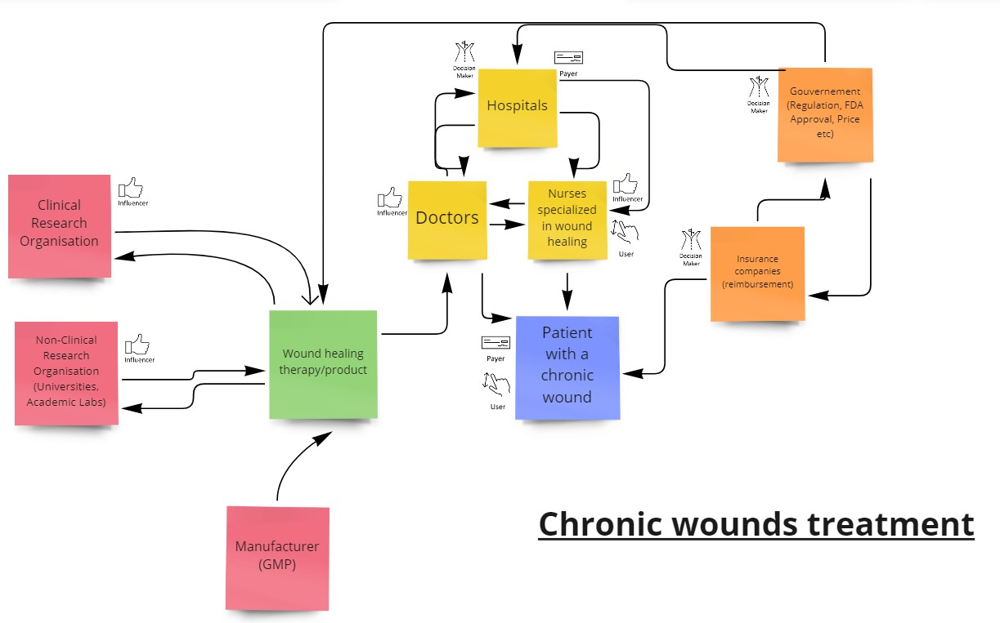 Decision
Maker
Payer
Hospitals
Decision
Maker
Gouvernement
(Regulation, FDA
Approval, Price
etc)
Clinical
Research
Organisation
Influencer
Influencer
Doctors
Nurses
specialized
in wound
healing
Influencer
User
Decision
Maker
Insurance
companies
(reimbursement)
Non-Clinical
Research
Organisation
(Universities,
Academic Labs)
Influencer
Wound healing
therapy/product
Payer
User
Patient
with a
chronic
wound
Manufacturer
(GMP)
Chronic wounds treatment